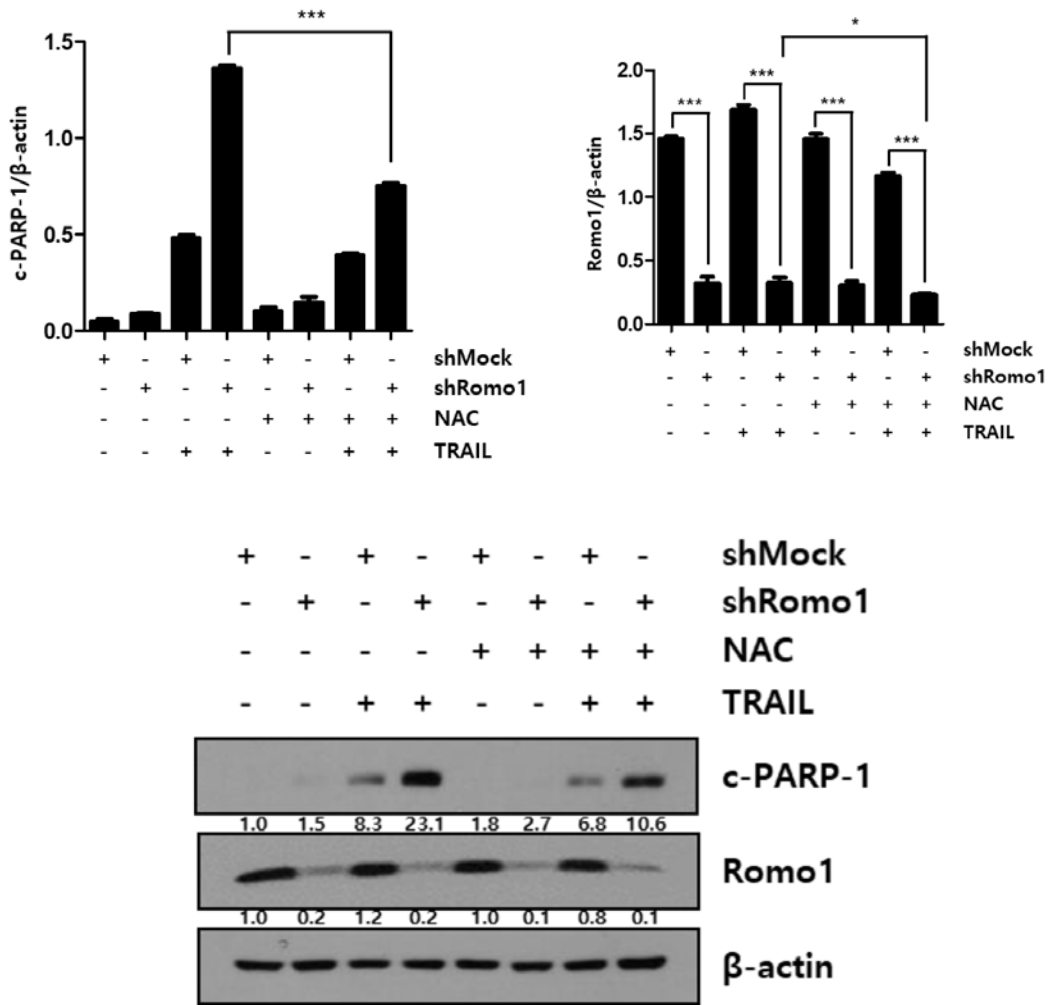 ***
1.5
1.0
0.5
0.0
c-PARP-1/β-actin
+ - + - + - + - shMock
- + - + - + - + shRomo1
- - - - + + + + NAC
- - + + - - + + TRAIL
*
*** *** *** ***
2.0
1.5
1.0
0.5
0.0
Romo1/β-actin
+ - + - + - + - shMock
- + - + - + - + shRomo1
- - - - + + + + NAC
- - + + - - + + TRAIL
+ - + - + - + - shMock
- + - + - + - + shRomo1
- - - - + + + + NAC
- - + + - - + + TRAIL
c-PARP-1
1.0 1.5 8.3 23.1 1.8 2.7 6.8 10.6
Romo1
1.0 0.2 1.2 0.2 1.0 0.1 0.8 0.1
β-actin